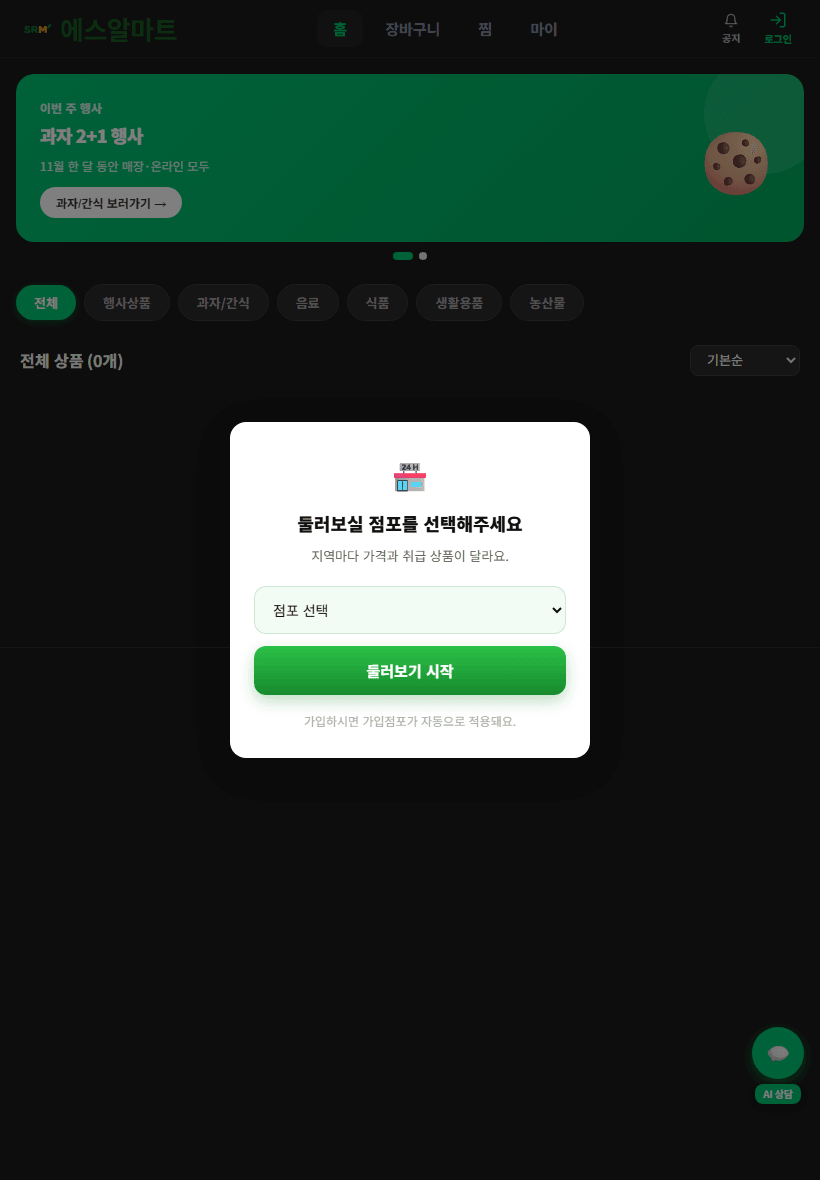 SRM 에스알마트
홈
장바구니
찜
마이
공지
로그인
이번 주 행사
과자 2+1 행사
11월 한 달 동안 매장·온라인 모두
과자/간식 보러가기 →
전체
행사상품
과자/간식
음료
식품
생활용품
농산물
전체 상품 (0개)
기본순
24H
둘러보실 점포를 선택해주세요
지역마다 가격과 취급 상품이 달라요.
점포 선택
둘러보기 시작
가입하시면 가입점포가 자동으로 적용돼요.
AI 상담